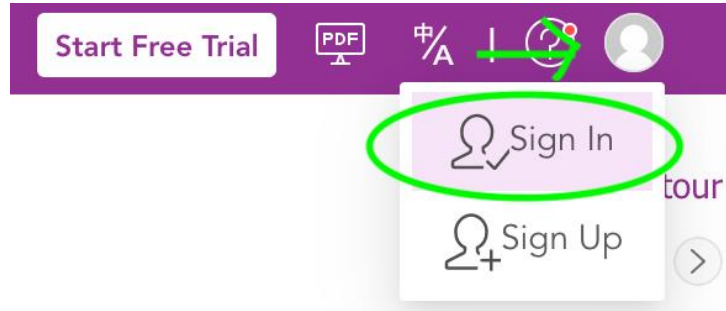 Start Free Trial
PDF
中/A
?
Sign In
tour
Sign Up